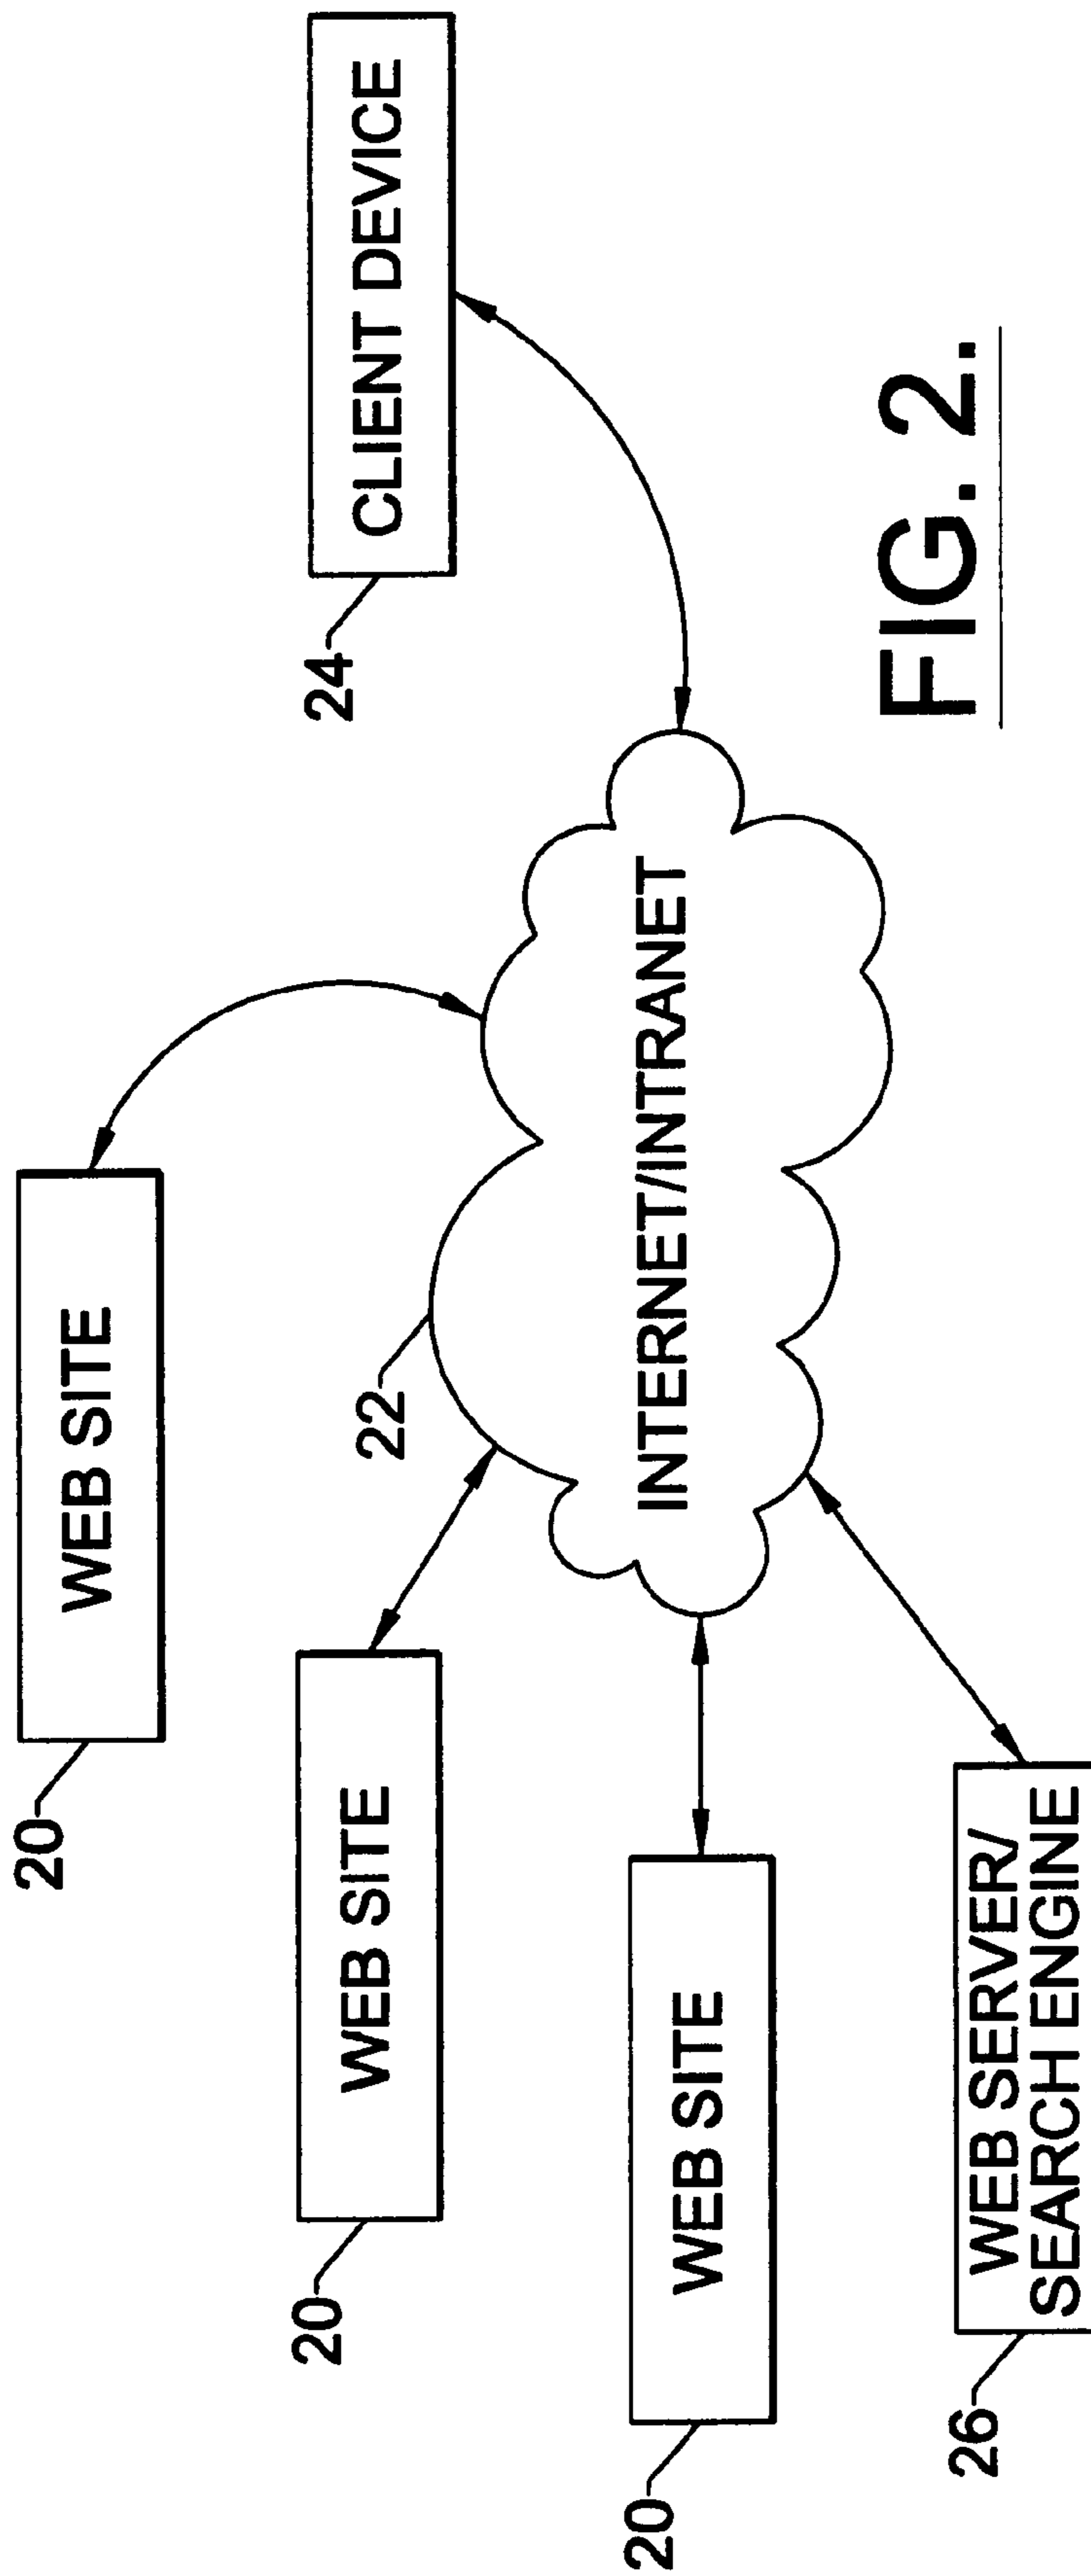 20
WEB SITE
20
WEB SITE
24
CLIENT DEVICE
22
INTERNET/INTRANET
20
WEB SITE
26
WEB SERVER/
SEARCH ENGINE
FIG. 2.